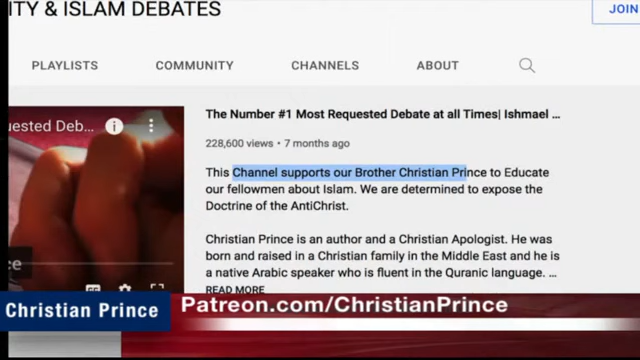 ITY & ISLAM DEBATES
JOIN
PLAYLISTS COMMUNITY CHANNELS ABOUT
uested Deb...
The Number #1 Most Requested Debate at all Times| Ishmael ...
228,600 views • 7 months ago
This Channel supports our Brother Christian Prince to Educate
our fellowmen about Islam. We are determined to expose the
Doctrine of the AntiChrist.
Christian Prince is an author and a Christian Apologist. He was
born and raised in a Christian family in the Middle East and he is
a native Arabic speaker who is fluent in the Quranic language. ...
READ MORE
ce
Christian Prince
Patreon.com/ChristianPrince